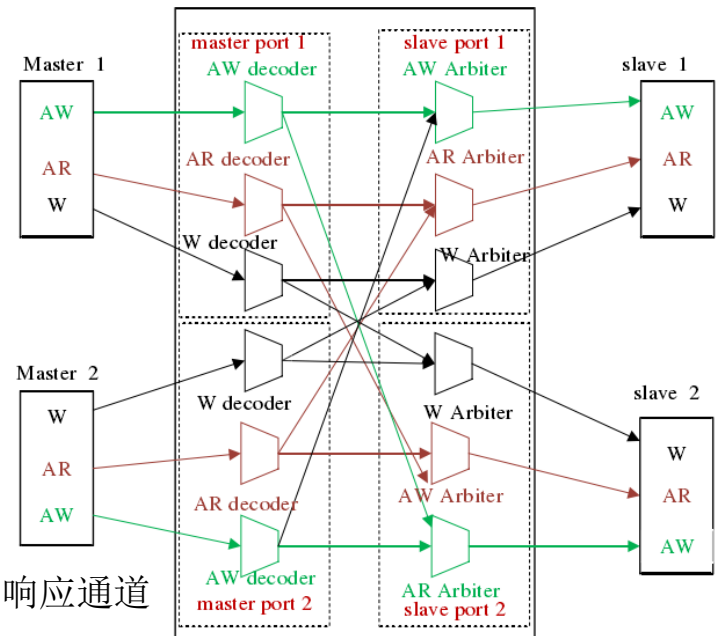 master port 1
slave port 1
Master 1
AW decoder
AW Arbiter
slave 1
AW
AW
AR decoder
AR Arbiter
AR
AR
W
W
W decoder
W Arbiter
Master 2
W decoder
W Arbiter
slave 2
W
W
AR
AR
AR decoder
AW Arbiter
AW
AW
AW decoder
AR Arbiter
响应通道
master port 2
slave port 2